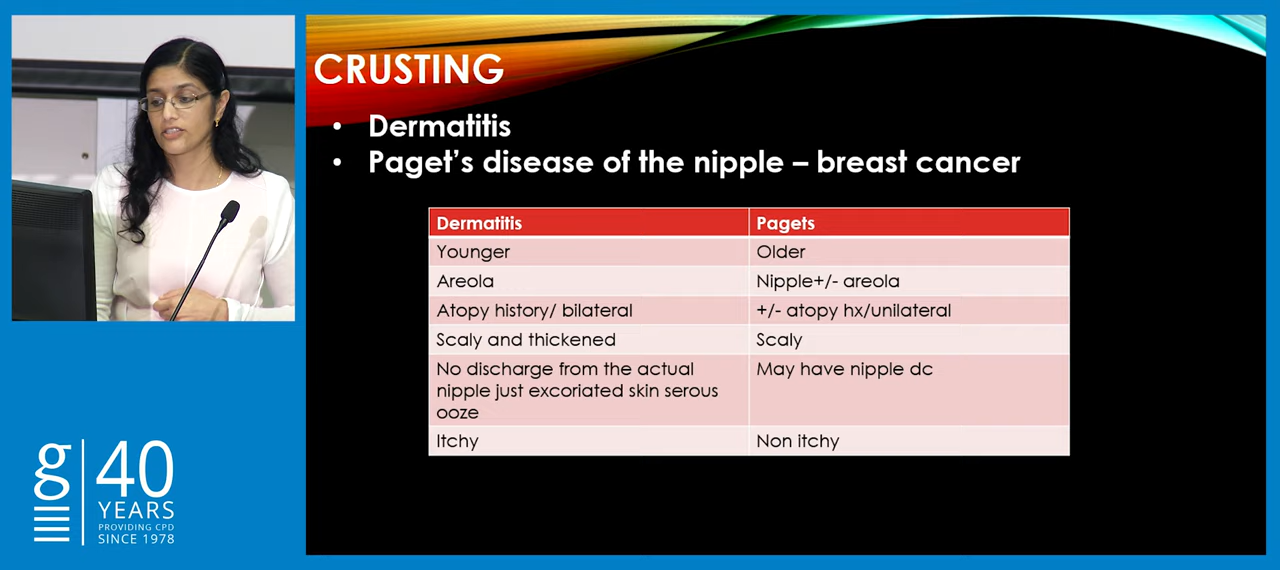 CRUSTING
• Dermatitis
• Paget's disease of the nipple – breast cancer
Dermatitis Pagets
Younger Older
Areola Nipple+/- areola
Atopy history/ bilateral +/- atopy hx/unilateral
Scaly and thickened Scaly
No discharge from the actual May have nipple dc
nipple just excoriated skin serous
ooze
Itchy Non itchy
g 40
YEARS
PROVIDING CPD
SINCE 1978